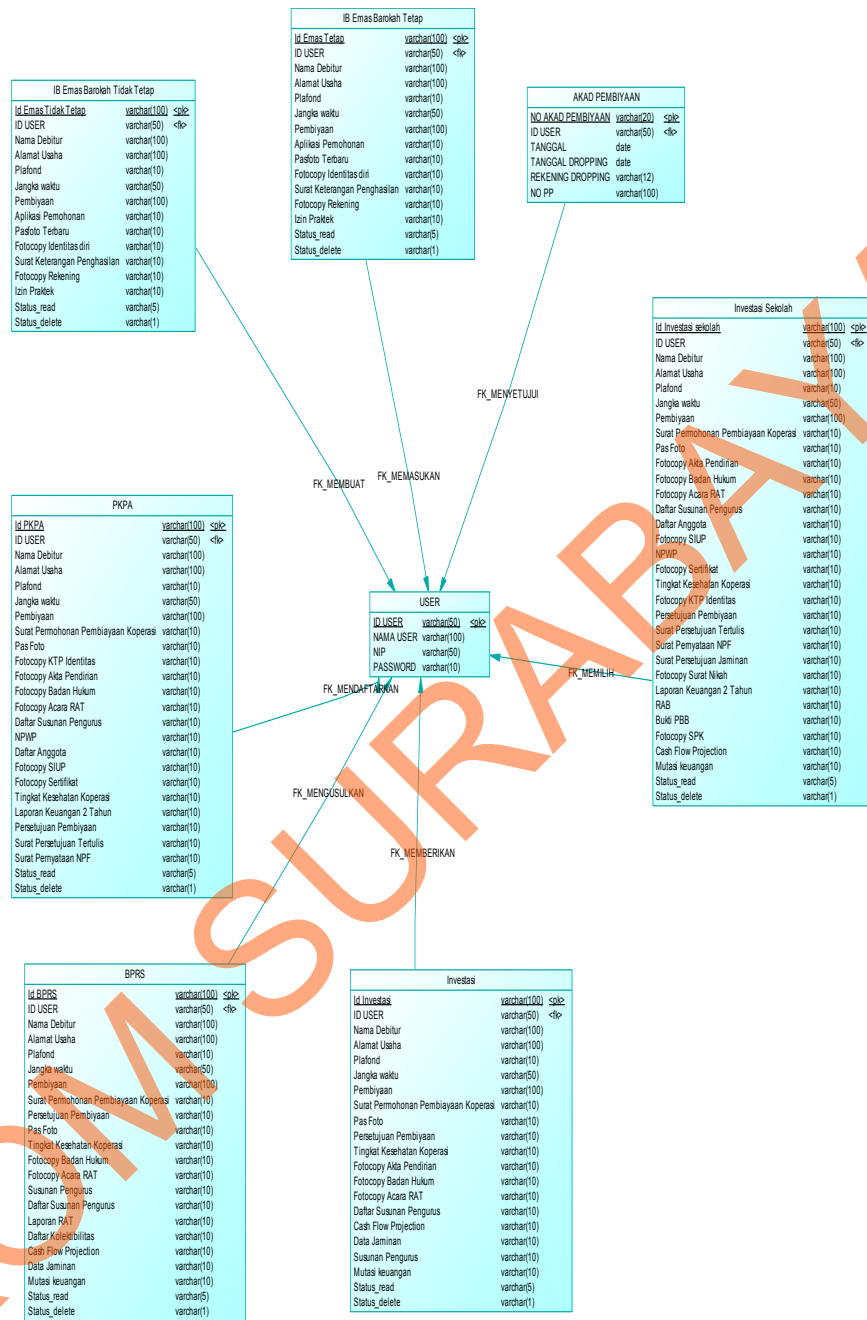 IB Emas Barokah Tetap
Id Emas Tetap varchar(100) <pk>
ID USER varchar(50) <fk>
Nama Debitur varchar(100)
Alamat Usaha varchar(100)
Plafond varchar(10)
Jangka waktu varchar(50)
Pembiyaan varchar(100)
Aplikasi Pemohonan varchar(10)
Pasfoto Terbaru varchar(10)
Fotocopy Identitas diri varchar(10)
Surat Keterangan Penghasilan varchar(10)
Fotocopy Rekening varchar(10)
Izin Praktek varchar(10)
Status_read varchar(5)
Status_delete varchar(1)
IB Emas Barokah Tidak Tetap
Id Emas Tidak Tetap varchar(100) <pk>
ID USER varchar(50) <fk>
Nama Debitur varchar(100)
Alamat Usaha varchar(100)
Plafond varchar(10)
Jangka waktu varchar(50)
Pembiyaan varchar(100)
Aplikasi Pemohonan varchar(10)
Pasfoto Terbaru varchar(10)
Fotocopy Identitas diri varchar(10)
Surat Keterangan Penghasilan varchar(10)
Fotocopy Rekening varchar(10)
Izin Praktek varchar(10)
Status_read varchar(5)
Status_delete varchar(1)
AKAD PEMBIYAAN
NO AKAD PEMBIYAAN varchar(20) <pk>
ID USER varchar(50) <fk>
TANGGAL date
TANGGAL DROPPING date
REKENING DROPPING varchar(12)
NO PP varchar(100)
Investasi Sekolah
Id Investasi sekolah varchar(100) <pk>
ID USER varchar(50) <fk>
Nama Debitur varchar(100)
Alamat Usaha varchar(100)
Plafond varchar(10)
Jangka waktu varchar(50)
Pembiyaan varchar(100)
Surat Permohonan Pembiayaan Koperasi varchar(10)
Pas Foto varchar(10)
Fotocopy Akta Pendirian varchar(10)
Fotocopy Badan Hukum varchar(10)
Fotocopy Acara RAT varchar(10)
Daftar Susunan Pengurus varchar(10)
Daftar Anggota varchar(10)
Fotocopy SIUP varchar(10)
NPWP varchar(10)
Fotocopy Sertifikat varchar(10)
Tingkat Kesehatan Koperasi varchar(10)
Fotocopy KTP Identitas varchar(10)
Persetujuan Pembiyaan varchar(10)
Surat Persetujuan Tertulis varchar(10)
Surat Pernyataan NPF varchar(10)
Surat Persetujuan Jaminan varchar(10)
Fotocopy Surat Nikah varchar(10)
Laporan Keuangan 2 Tahun varchar(10)
RAB varchar(10)
Bukti PBB varchar(10)
Fotocopy SPK varchar(10)
Cash Flow Projection varchar(10)
Mutasi keuangan varchar(10)
Status_read varchar(5)
Status_delete varchar(1)
FK_MENYETUJUI
FK_MEMASUKAN
FK_MEMBUAT
PKPA
Id PKPA varchar(100) <pk>
ID USER varchar(50) <fk>
Nama Debitur varchar(100)
Alamat Usaha varchar(100)
Plafond varchar(10)
Jangka waktu varchar(50)
Pembiyaan varchar(100)
Surat Permohonan Pembiayaan Koperasi varchar(10)
Pas Foto varchar(10)
Fotocopy KTP Identitas varchar(10)
Fotocopy Akta Pendirian varchar(10)
Fotocopy Badan Hukum varchar(10)
Fotocopy Acara RAT varchar(10)
Daftar Susunan Pengurus varchar(10)
NPWP varchar(10)
Daftar Anggota varchar(10)
Fotocopy SIUP varchar(10)
Fotocopy Sertifikat varchar(10)
Tingkat Kesehatan Koperasi varchar(10)
Laporan Keuangan 2 Tahun varchar(10)
Persetujuan Pembiyaan varchar(10)
Surat Persetujuan Tertulis varchar(10)
Surat Pernyataan NPF varchar(10)
Status_read varchar(5)
Status_delete varchar(1)
USER
ID USER varchar(50) <pk>
NAMA USER varchar(100)
NIP varchar(50)
PASSWORD varchar(10)
FK_MEMILIH
FK_MENDAFTARKAN
FK_MENGUSULKAN
FK_MEMBERIKAN
BPRS
Id BPRS varchar(100) <pk>
ID USER varchar(50) <fk>
Nama Debitur varchar(100)
Alamat Usaha varchar(100)
Plafond varchar(10)
Jangka waktu varchar(50)
Pembiyaan varchar(100)
Surat Permohonan Pembiayaan Koperasi varchar(10)
Persetujuan Pembiyaan varchar(10)
Pas Foto varchar(10)
Tingkat Kesehatan Koperasi varchar(10)
Fotocopy Badan Hukum varchar(10)
Fotocopy Acara RAT varchar(10)
Susunan Pengurus varchar(10)
Daftar Susunan Pengurus varchar(10)
Laporan RAT varchar(10)
Daftar Kolektibilitas varchar(10)
Cash Flow Projection varchar(10)
Data Jaminan varchar(10)
Mutasi keuangan varchar(10)
Status_read varchar(5)
Status_delete varchar(1)
Investasi
Id Investasi varchar(100) <pk>
ID USER varchar(50) <fk>
Nama Debitur varchar(100)
Alamat Usaha varchar(100)
Plafond varchar(10)
Jangka waktu varchar(50)
Pembiyaan varchar(100)
Surat Permohonan Pembiayaan Koperasi varchar(10)
Pas Foto varchar(10)
Persetujuan Pembiyaan varchar(10)
Tingkat Kesehatan Koperasi varchar(10)
Fotocopy Akta Pendirian varchar(10)
Fotocopy Badan Hukum varchar(10)
Fotocopy Acara RAT varchar(10)
Daftar Susunan Pengurus varchar(10)
Cash Flow Projection varchar(10)
Data Jaminan varchar(10)
Susunan Pengurus varchar(10)
Mutasi keuangan varchar(10)
Status_read varchar(5)
Status_delete varchar(1)
OM SURABAYA